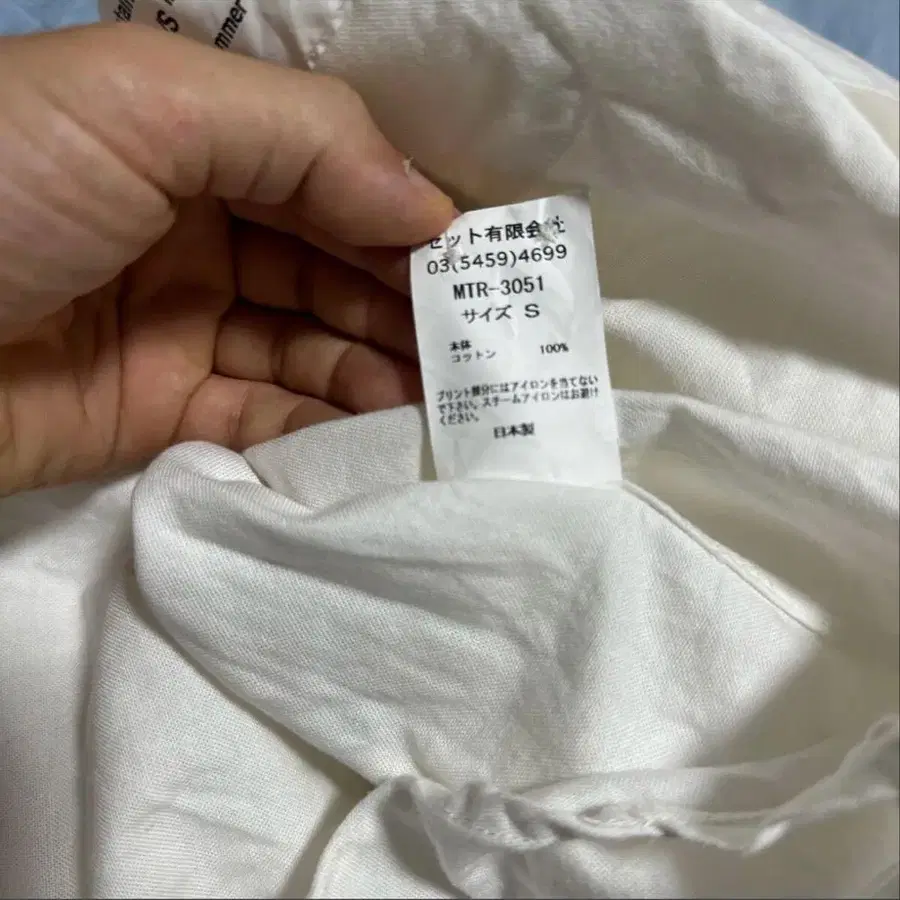 mmer
セット有限会社
03(5459)4699
MTR-3051
サイズ S
本体
コットン 100%
プリント部分にはアイロンを当てない
で下さい。スチームアイロンはお避け
ください。
日本製